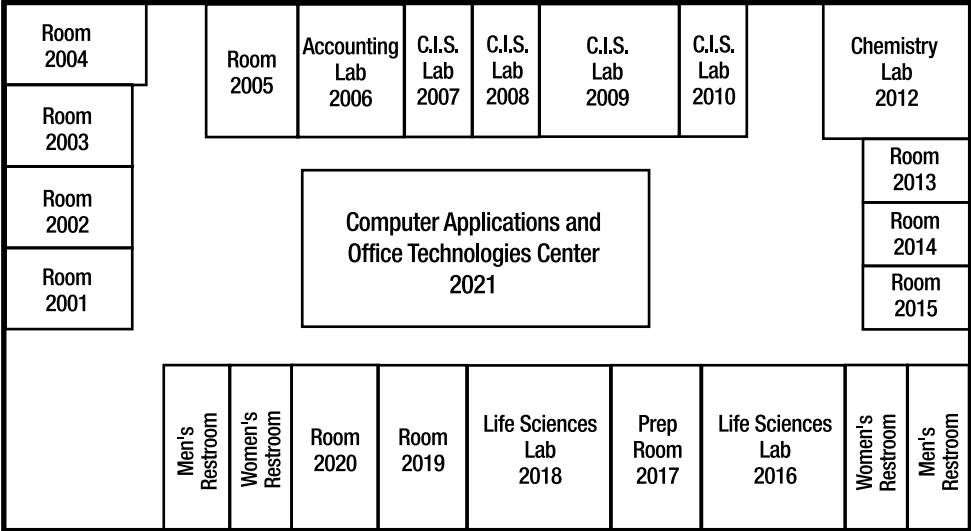 Room
2004
Room
2005
Accounting
Lab
2006
C.I.S.
Lab
2007
C.I.S.
Lab
2008
C.I.S.
Lab
2009
C.I.S.
Lab
2010
Chemistry
Lab
2012
Room
2003
Room
2002
Room
2001
Computer Applications and
Office Technologies Center
2021
Room
2013
Room
2014
Room
2015
Men's
Restroom
Women's
Restroom
Room
2020
Room
2019
Life Sciences
Lab
2018
Prep
Room
2017
Life Sciences
Lab
2016
Women's
Restroom
Men's
Restroom